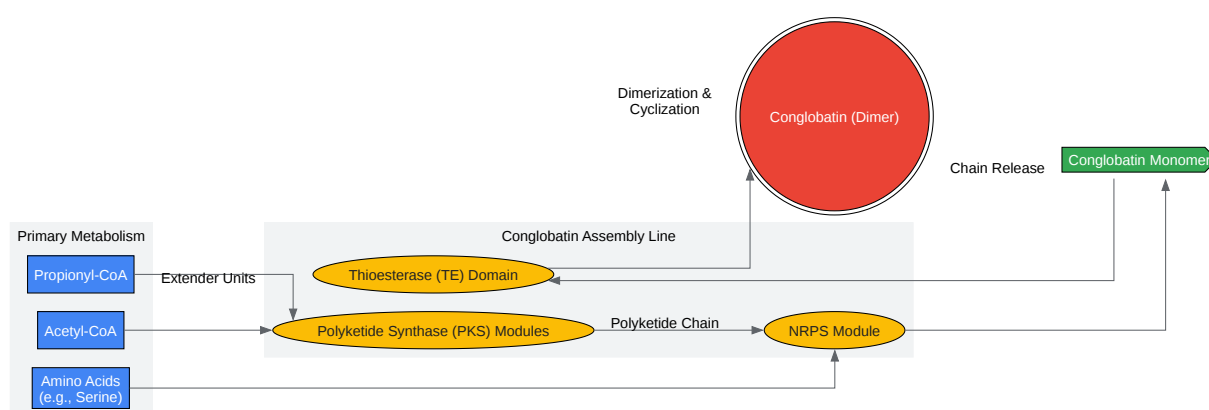 Dimerization &
Cyclization
Conglobatin (Dimer)
Chain Release
Conglobatin Monomer
Primary Metabolism
Conglobatin Assembly Line
Propionyl-CoA
Extender Units
Thioesterase (TE) Domain
Acetyl-CoA
Polyketide Synthase (PKS) Modules
Polyketide Chain
NRPS Module
Amino Acids
(e.g., Serine)